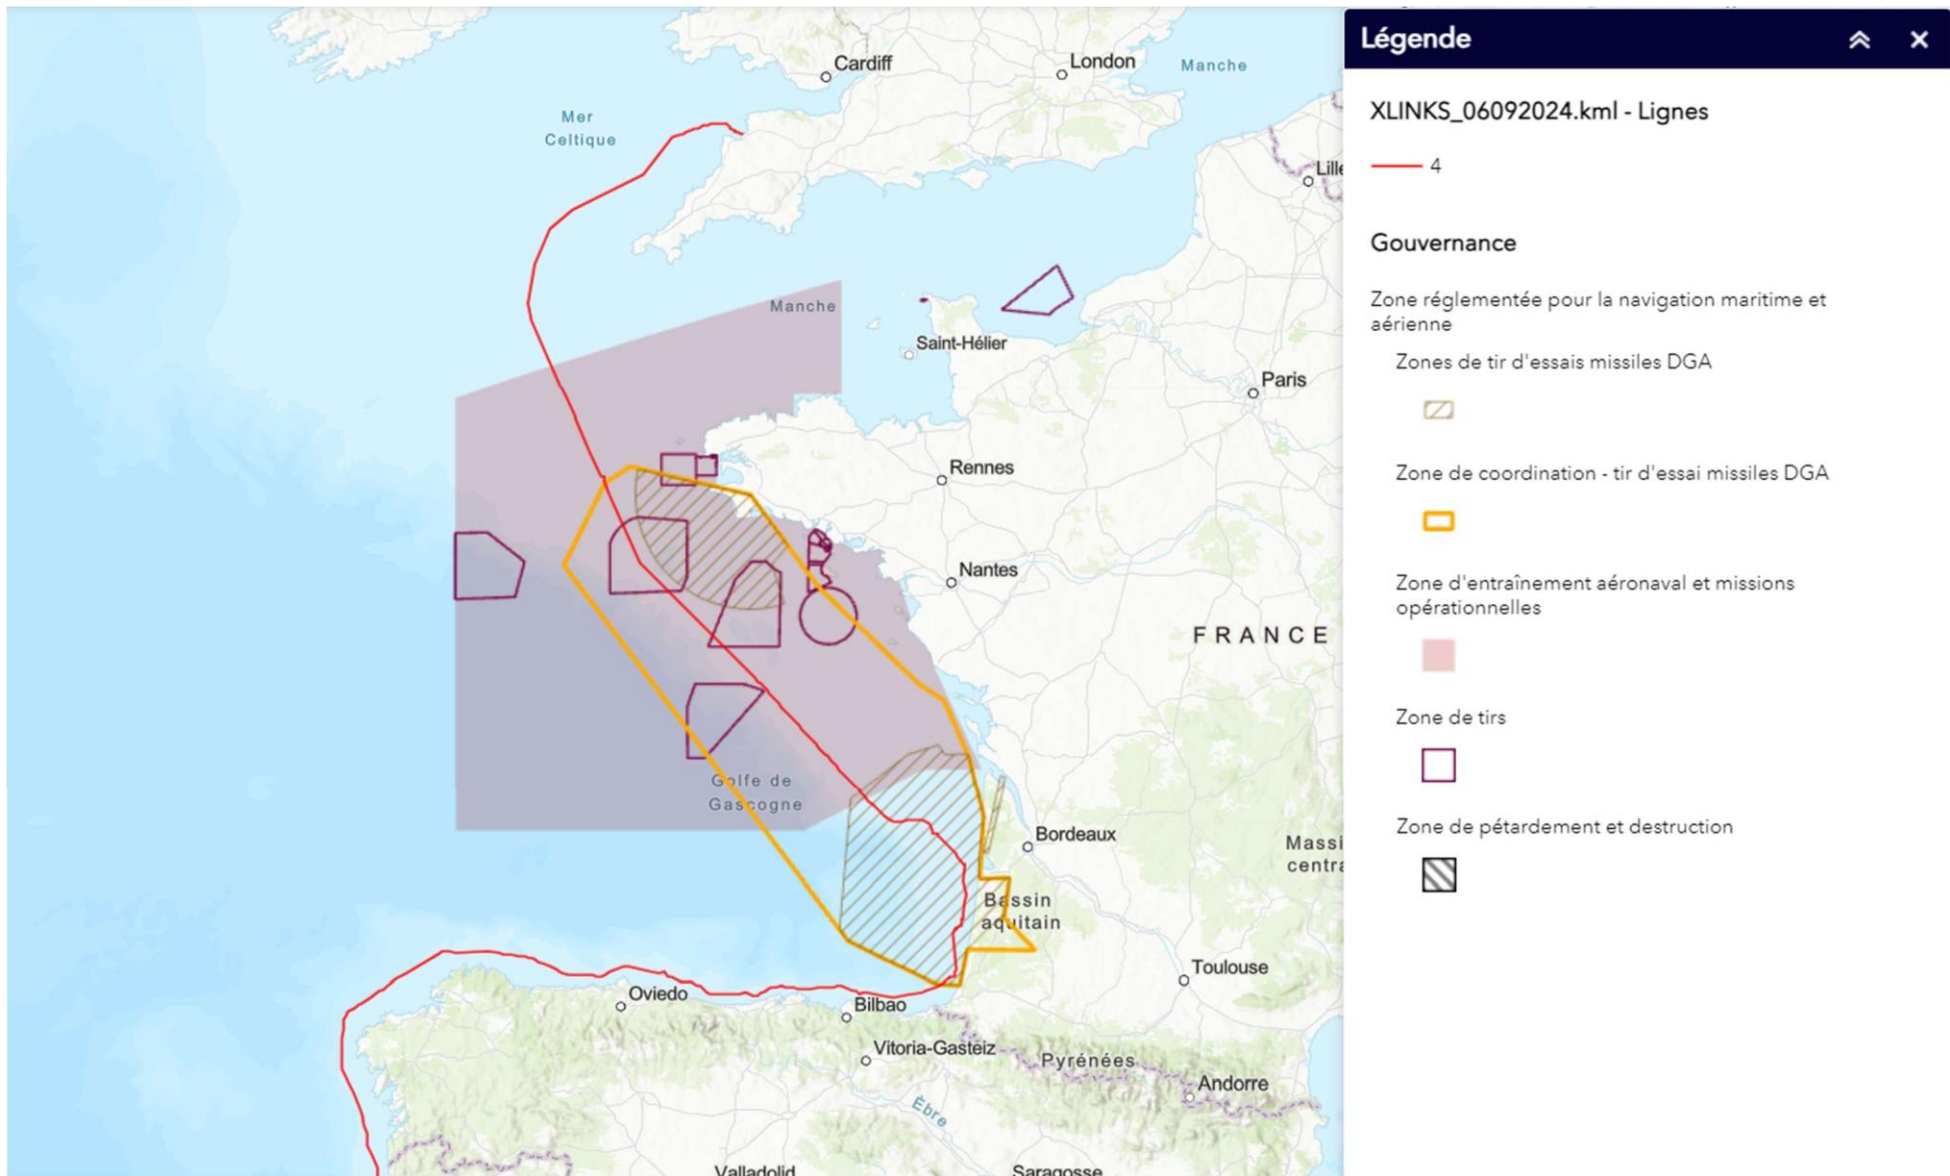 Cardiff
London
Manche
Mer
Celtique
Lille
Manche
Saint-Hélier
Paris
Rennes
Nantes
FRANCE
Golfe de
Gascogne
Bordeaux
Massi
centra
Bassin
aquitain
Toulouse
Oviedo
Bilbao
Vitoria-Gasteiz
Pyrénées
Andorre
Èbre
Valladolid
Saragosse
Légende
XLINKS_06092024.kml - Lignes
4
Gouvernance
Zone réglementée pour la navigation maritime et
aérienne
Zones de tir d'essais missiles DGA
Zone de coordination - tir d'essai missiles DGA
Zone d'entraînement aéronaval et missions
opérationnelles
Zone de tirs
Zone de pétardement et destruction